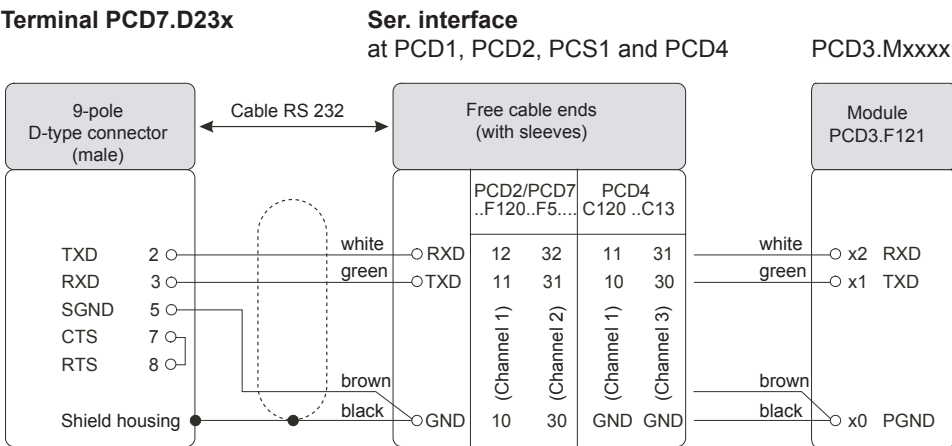 Terminal PCD7.D23x
Ser. interface
at PCD1, PCD2, PCS1 and PCD4
PCD3.Mxxxx
9-pole
D-type connector
(male)
Cable RS 232
Free cable ends
(with sleeves)
Module
PCD3.F121
PCD2/PCD7
..F120..F5....
PCD4
C120 ..C13
TXD 2 white RXD 12 32 11 31 white x2 RXD
RXD 3 green TXD 11 31 10 30 green x1 TXD
SGND 5
CTS 7
RTS 8
(Channel 1)
(Channel 2)
(Channel 1)
(Channel 3)
brown brown
Shield housing black GND 10 30 GND GND black x0 PGND